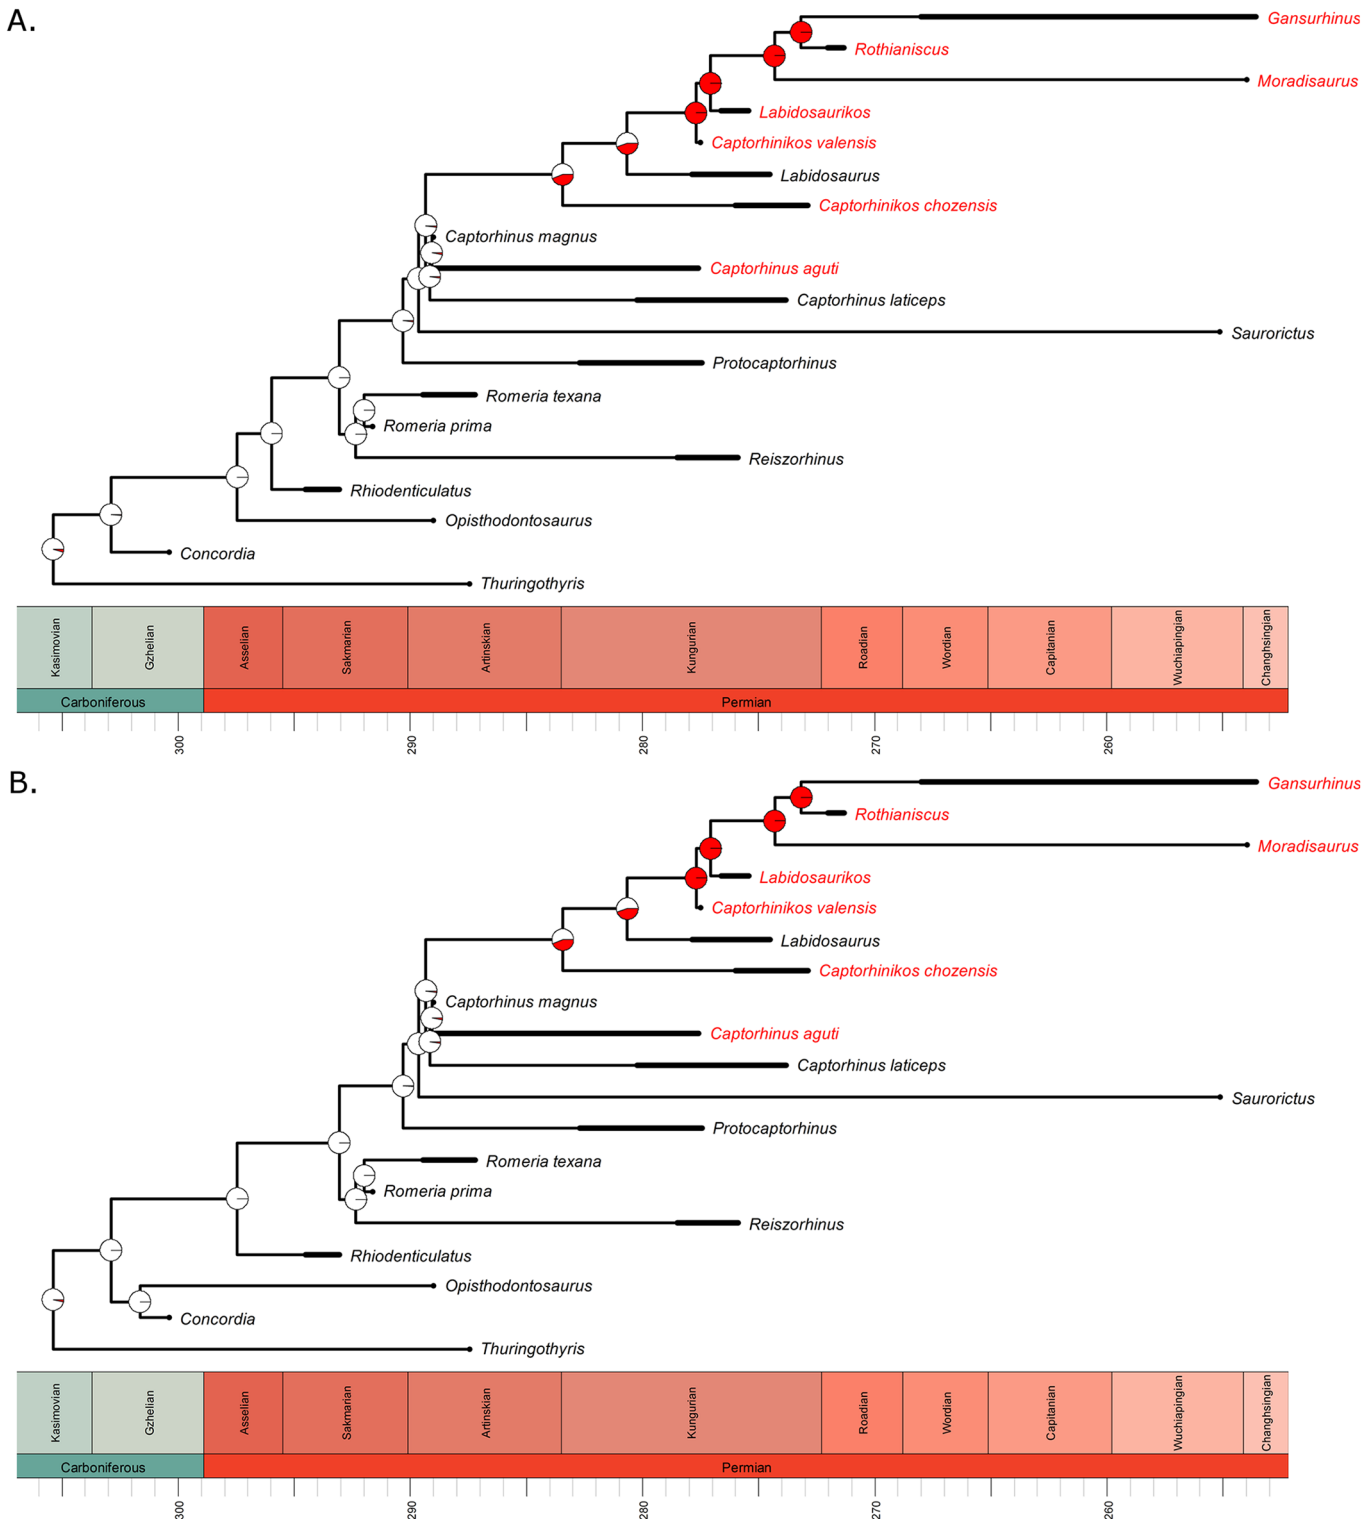 A.
Gansurhinus
Rothianiscus
Moradisaurus
Labidosaurikos
Captorhinikos valensis
Labidosaurus
Captorhinikos chozensis
Captorhinus magnus
Captorhinus aguti
Captorhinus laticeps
Saurorictus
Protocaptorhinus
Romeria texana
Romeria prima
Reiszorhinus
Rhiodenticulatus
Opisthodontosaurus
Concordia
Thuringothyris
Kasimovian Gzhelian Asselian Sakmarian Artinskian Kungurian Roadian Wordian Capitanian Wuchiapingian Changhsingian
Carboniferous Permian
300 290 280 270 260
B.
Gansurhinus
Rothianiscus
Moradisaurus
Labidosaurikos
Captorhinikos valensis
Labidosaurus
Captorhinikos chozensis
Captorhinus magnus
Captorhinus aguti
Captorhinus laticeps
Saurorictus
Protocaptorhinus
Romeria texana
Romeria prima
Reiszorhinus
Rhiodenticulatus
Opisthodontosaurus
Concordia
Thuringothyris
Kasimovian Gzhelian Asselian Sakmarian Artinskian Kungurian Roadian Wordian Capitanian Wuchiapingian Changhsingian
Carboniferous Permian
300 290 280 270 260